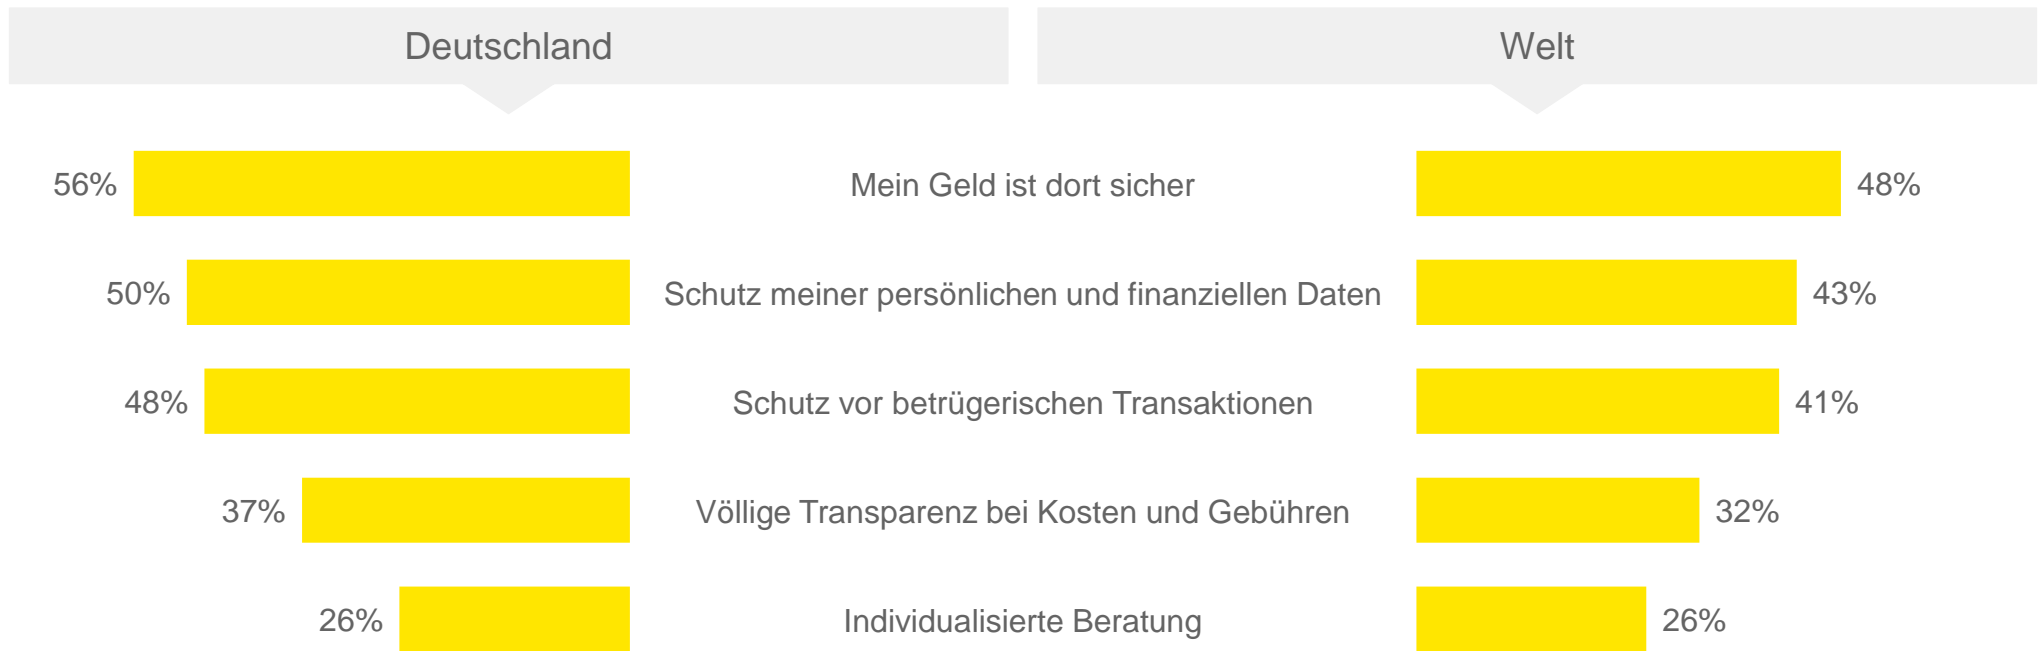 Deutschland
Welt
56% Mein Geld ist dort sicher 48%
50% Schutz meiner persönlichen und finanziellen Daten 43%
48% Schutz vor betrügerischen Transaktionen 41%
37% Völlige Transparenz bei Kosten und Gebühren 32%
26% Individualisierte Beratung 26%